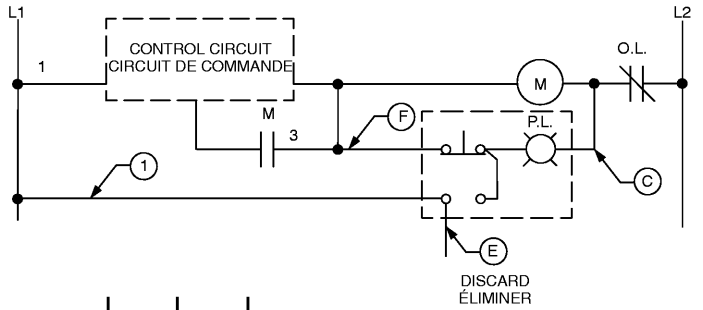 L1
L2
CONTROL CIRCUIT
CIRCUIT DE COMMANDE
O.L.
1
M
M
3
F
P.L.
1
C
E
DISCARD
ÉLIMINER